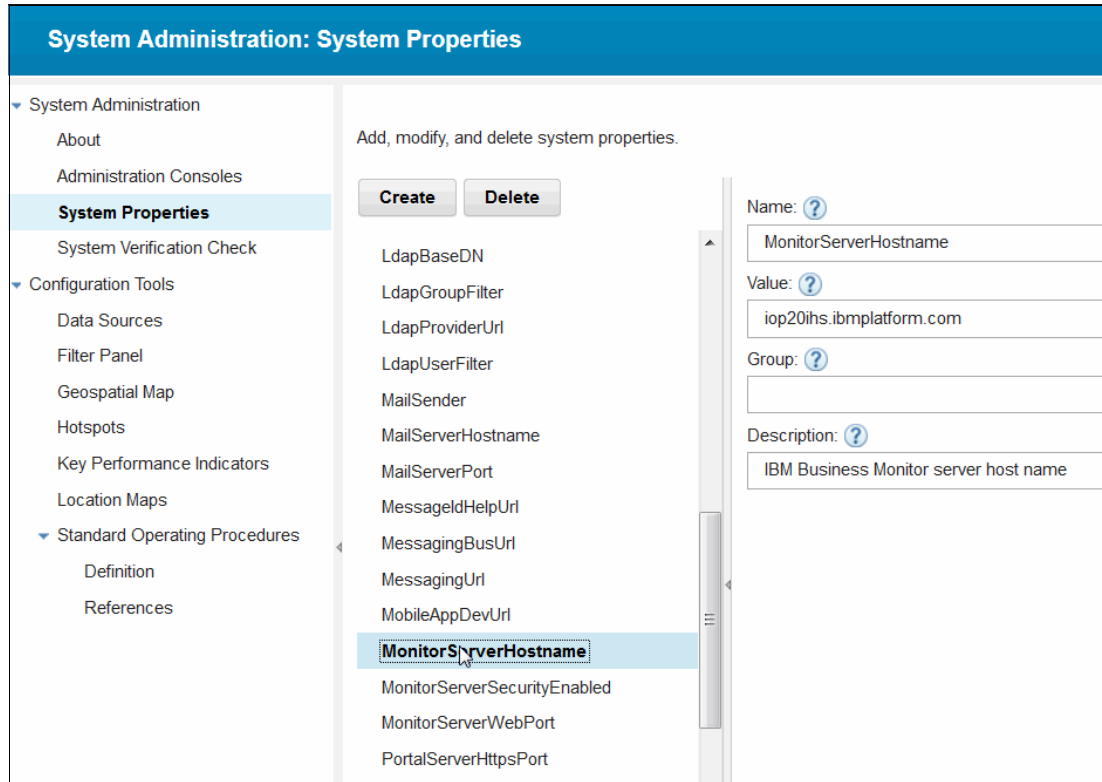 System Administration: System Properties
System Administration
About
Administration Consoles
System Properties
System Verification Check
Configuration Tools
Data Sources
Filter Panel
Geospatial Map
Hotspots
Key Performance Indicators
Location Maps
Standard Operating Procedures
Definition
References
Add, modify, and delete system properties.
Create Delete
LdapBaseDN
LdapGroupFilter
LdapProviderUrl
LdapUserFilter
MailSender
MailServerHostname
MailServerPort
MessageIdHelpUrl
MessagingBusUrl
MessagingUrl
MobileAppDevUrl
MonitorServerHostname
MonitorServerSecurityEnabled
MonitorServerWebPort
PortalServerHttpsPort
Name: ?
MonitorServerHostname
Value: ?
iop20ihs.ibmplatform.com
Group: ?
Description: ?
IBM Business Monitor server host name